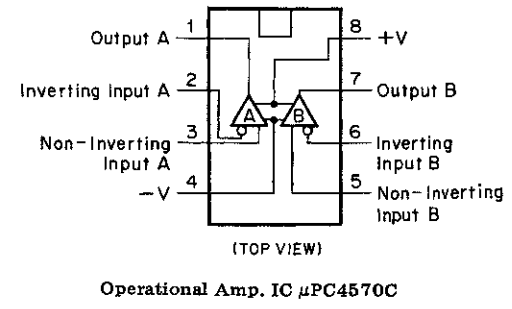 1
Output A
8
+V
2
Inverting Input A
7
Output B
A
B
3
Non-Inverting
Input A
6
Inverting
Input B
4
-V
5
Non-Inverting
Input B
(TOP VIEW)
Operational Amp. IC μPC4570C